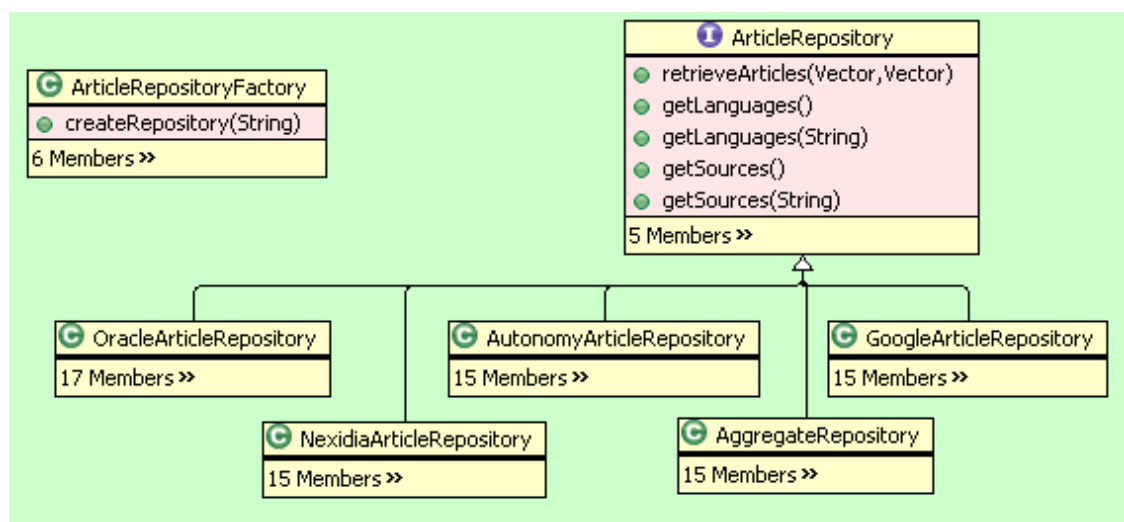 I ArticleRepository
retrieveArticles(Vector,Vector)
getLanguages()
getLanguages(String)
getSources()
getSources(String)
5 Members »
C ArticleRepositoryFactory
createRepository(String)
6 Members »
C OracleArticleRepository
17 Members »
C AutonomyArticleRepository
15 Members »
C GoogleArticleRepository
15 Members »
C NexidiaArticleRepository
15 Members »
C AggregateRepository
15 Members »